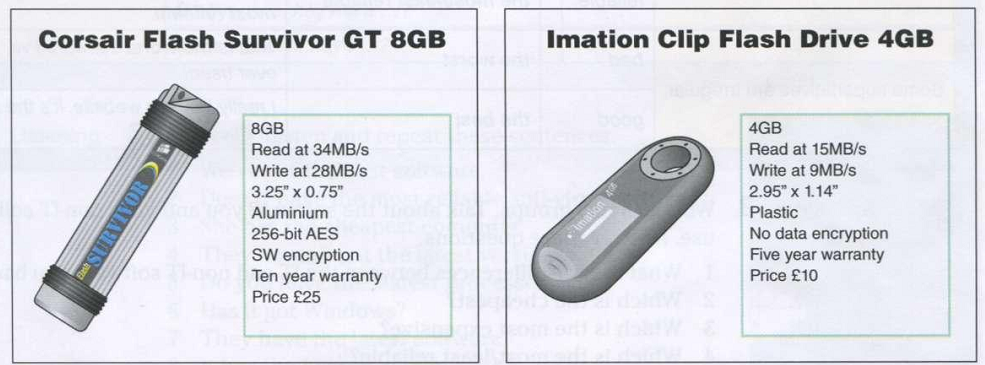 Corsair Flash Survivor GT 8GB
8GB
Read at 34MB/s
Write at 28MB/s
3.25” x 0.75”
Aluminium
256-bit AES
SW encryption
Ten year warranty
Price £25
SURVIVOR
Imation Clip Flash Drive 4GB
4GB
Read at 15MB/s
Write at 9MB/s
2.95” x 1.14”
Plastic
No data encryption
Five year warranty
Price £10
Imation 4GB